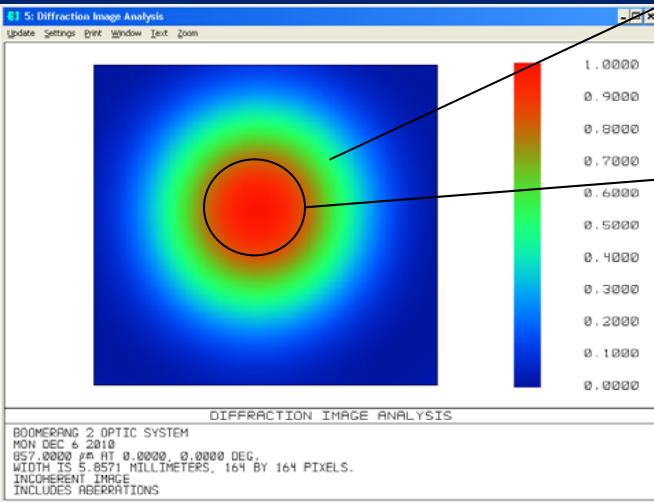 5: Diffraction Image Analysis
Update Settings Print Window Text Zoom
1.0000
0.9000
0.8000
0.7000
0.6000
0.5000
0.4000
0.3000
0.2000
0.1000
0.0000
DIFFRACTION IMAGE ANALYSIS
BOOMERANG 2 OPTIC SYSTEM
MON DEC 6 2010
857.0000 µm AT 0.0000, 0.0000 DEG.
WIDTH IS 5.8571 MILLIMETERS, 164 BY 164 PIXELS.
INCOHERENT IMAGE
INCLUDES ABERRATIONS